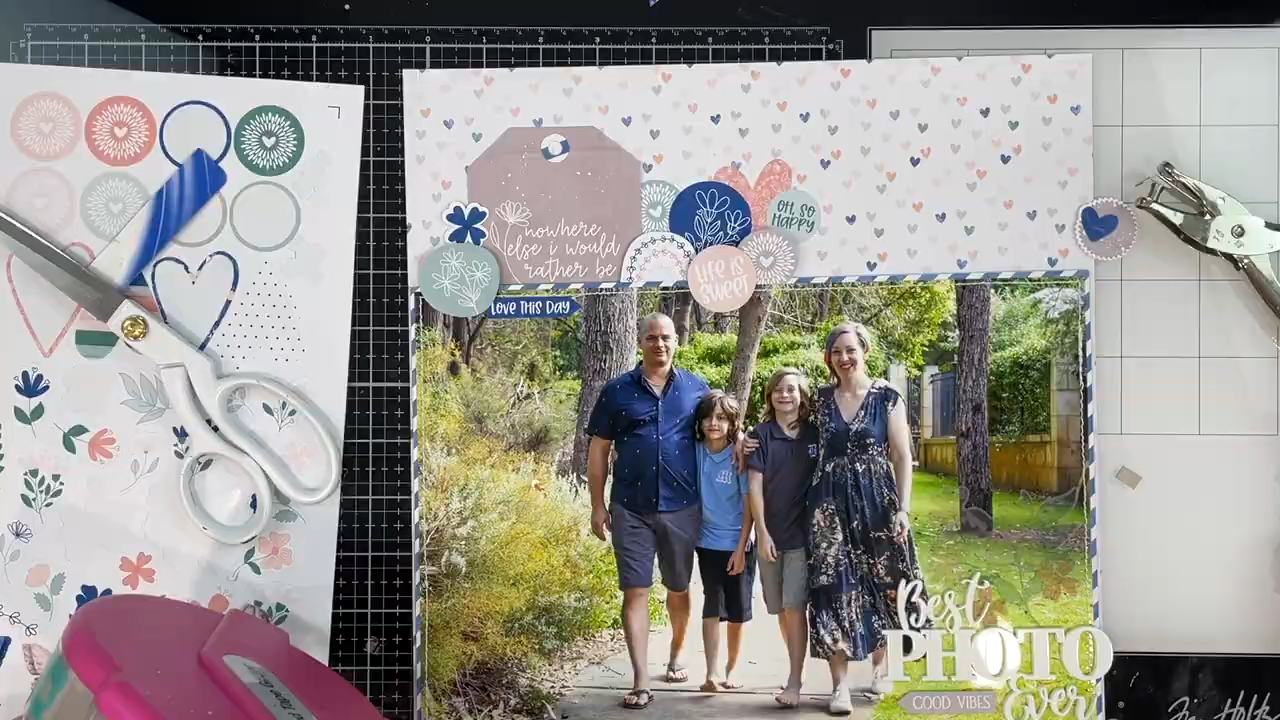 nowhere
else i would
rather be
OH, SO
HAPPY
life is
sweet
LOVE THIS DAY
Best
PHOTO
Ever
GOOD VIBES